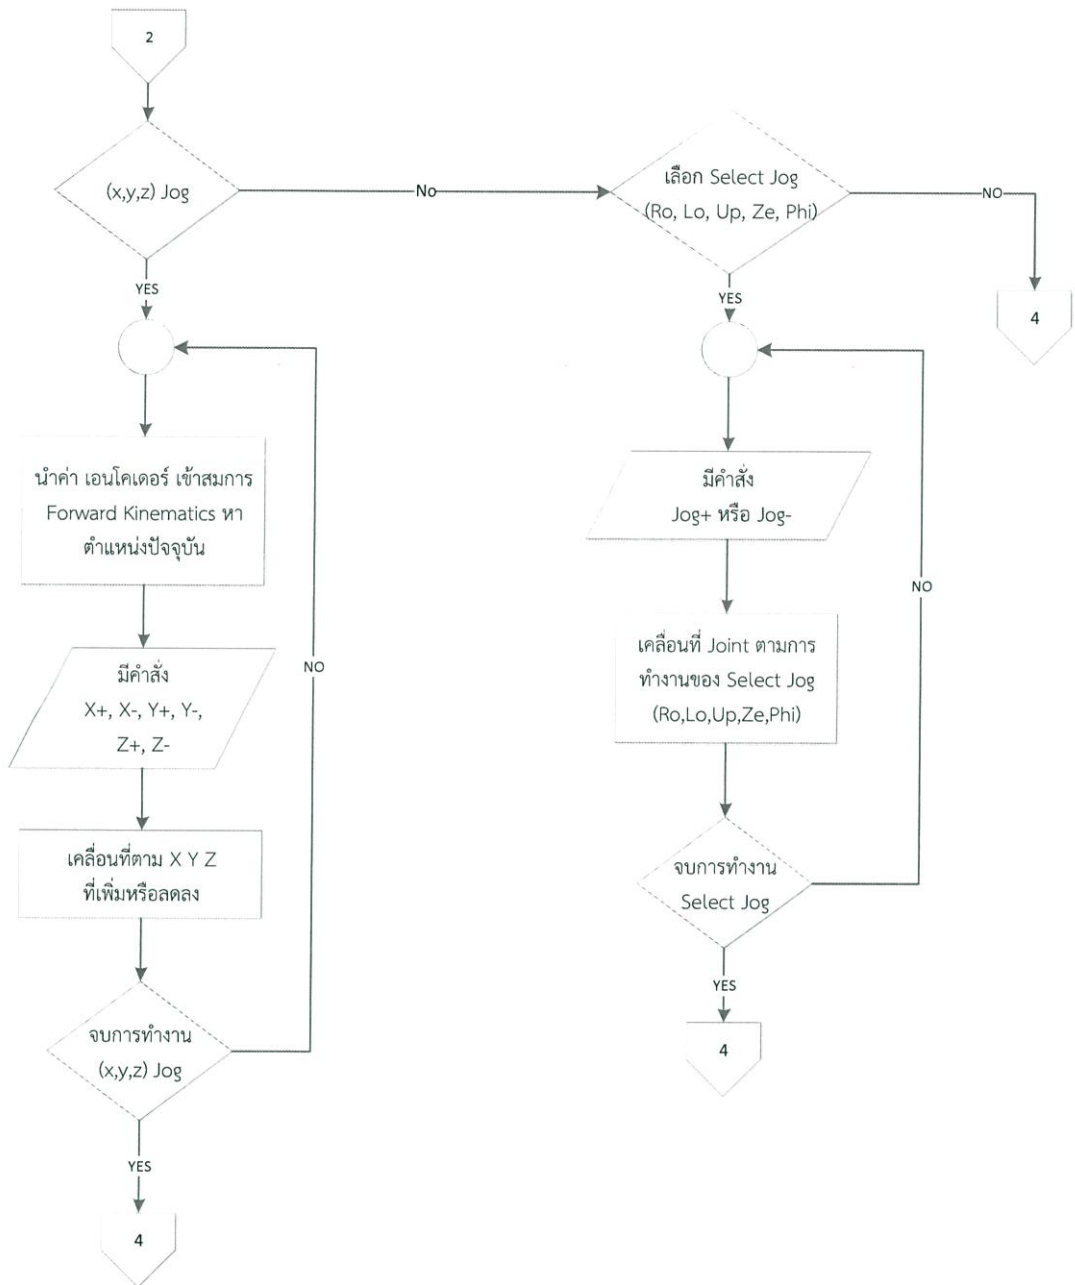 2
(x,y,z) Jog
No
เลือก Select Jog
(Ro, Lo, Up, Ze, Phi)
NO
4
YES
YES
นำค่า เอนโคเดอร์ เข้าสมการ
Forward Kinematics หา
ตำแหน่งปัจจุบัน
มีคำสั่ง
X+, X-, Y+, Y-,
Z+, Z-
NO
เคลื่อนที่ตาม X Y Z
ที่เพิ่มหรือลดลง
จบการทำงาน
(x,y,z) Jog
YES
4
มีคำสั่ง
Jog+ หรือ Jog-
NO
เคลื่อนที่ Joint ตามการ
ทำงานของ Select Jog
(Ro,Lo,Up,Ze,Phi)
จบการทำงาน
Select Jog
YES
4